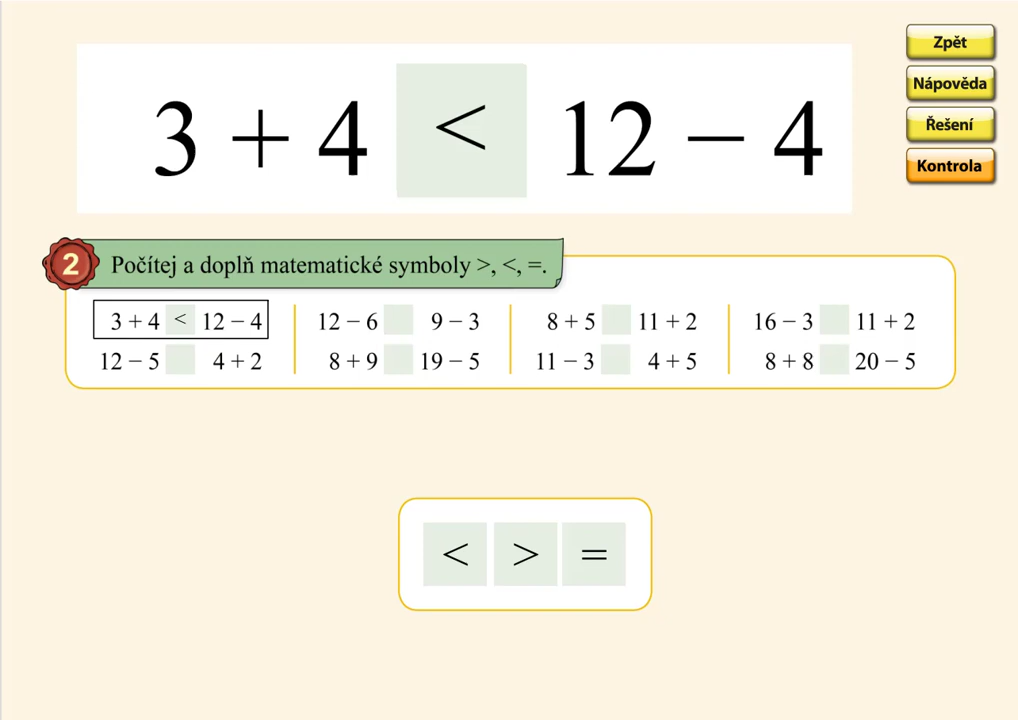 Zpět
Nápověda
Řešení
Kontrola
3 + 4 < 12 − 4
2 Počítej a doplň matematické symboly >, <, =.
3 + 4 < 12 − 4 12 − 6 9 − 3 8 + 5 11 + 2 16 − 3 11 + 2
12 − 5 4 + 2 8 + 9 19 − 5 11 − 3 4 + 5 8 + 8 20 − 5
< > =